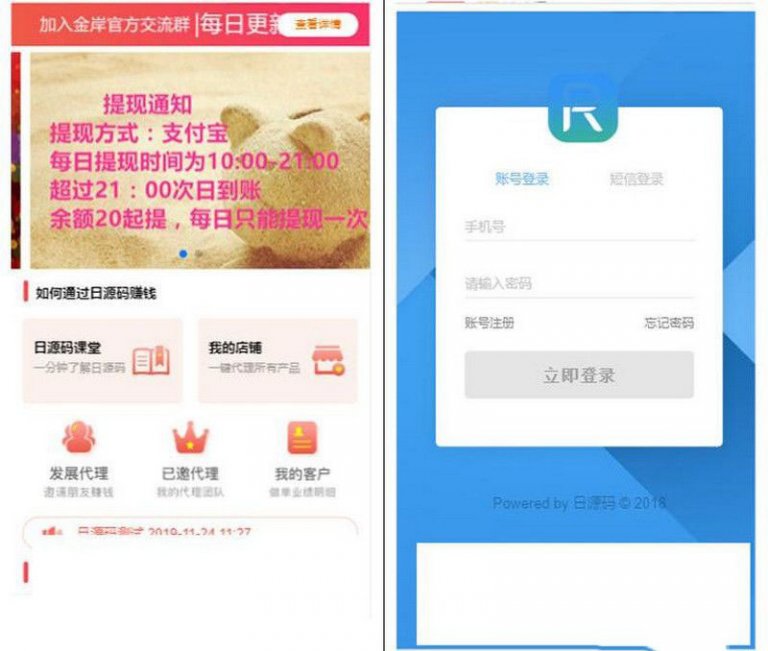 加入金岸官方交流群 |每日更新
查看详情
提现通知
提现方式：支付宝
每日提现时间为10:00-21:00
超过21：00次日到账
余额20起提，每日只能提现一次
如何通过日源码赚钱
日源码课堂
一分钟了解日源码
我的店铺
一键代理所有产品
发展代理
邀请朋友赚钱
已邀代理
我的代理团队
我的客户
做单业绩明细
日源码测试 2019-11-24 11:27
R
账号登录
短信登录
手机号
请输入密码
账号注册
忘记密码
立即登录
Powered by 日源码 © 2018